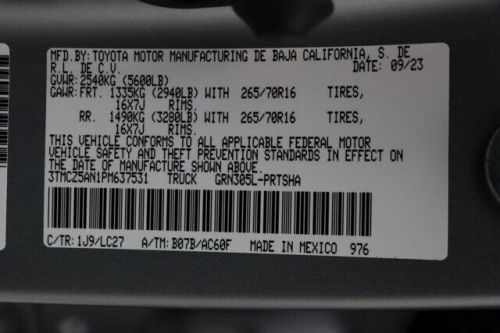 MFD.BY:TOYOTA MOTOR MANUFACTURING DE BAJA CALIFORNIA, S. DE
R.L. DE C.V. DATE: 09/23
GVWR:2540KG (5600LB)
GAWR:FRT. 1335KG (2940LB) WITH 265/70R16 TIRES,
16X7J RIMS.
RR. 1490KG (3280LB) WITH 265/70R16 TIRES,
16X7J RIMS.
THIS VEHICLE CONFORMS TO ALL APPLICABLE FEDERAL MOTOR
VEHICLE SAFETY AND THEFT PREVENTION STANDARDS IN EFFECT ON
THE DATE OF MANUFACTURE SHOWN ABOVE.
3TMCZ5AN1PM637531 TRUCK GRN305L-PRTSHA
C/TR: 1J9/LC27 A/TM: B07B/AC60F MADE IN MEXICO 976